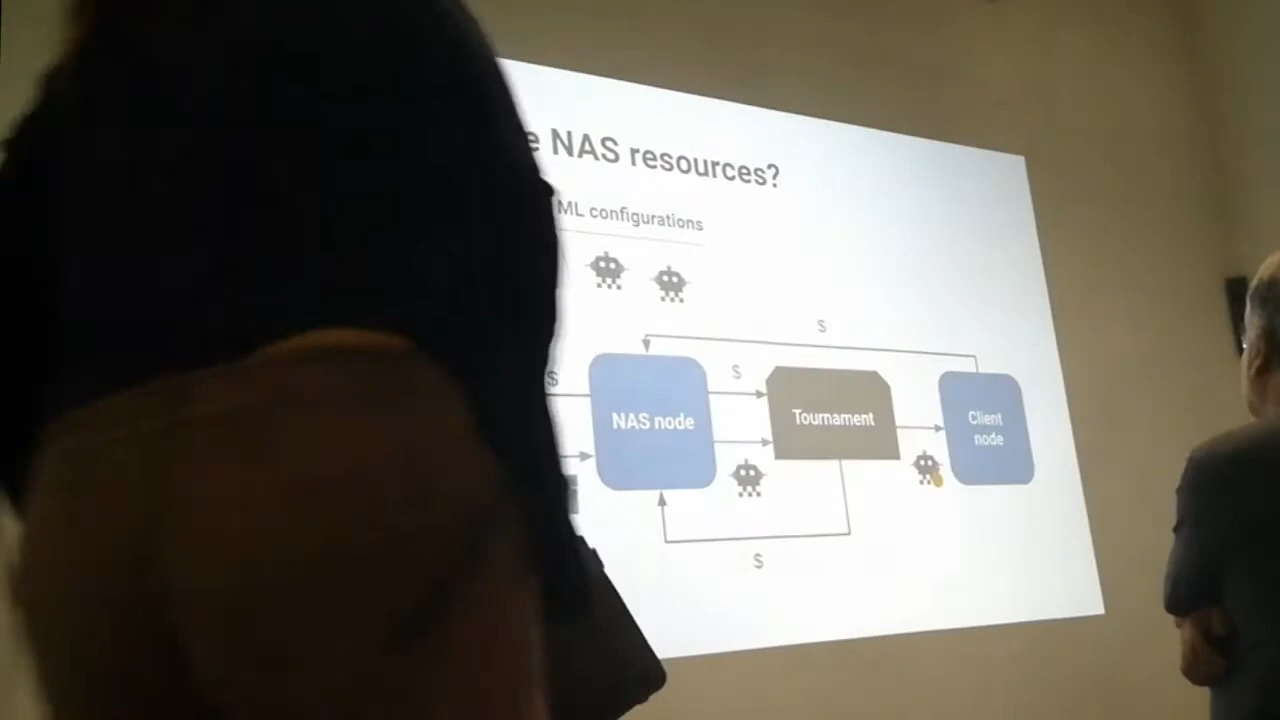 e NAS resources?
ML configurations
$
$
$
NAS node
Tournament
Client
node
$